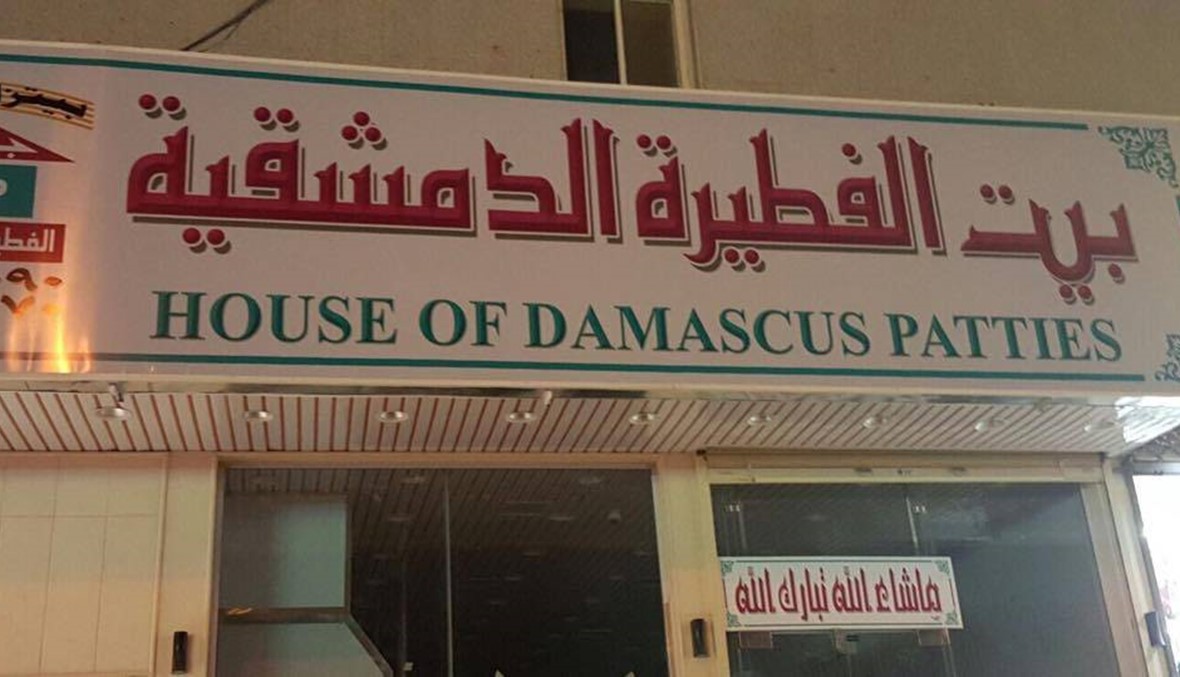 بيت الفطيرة الدمشقية
HOUSE OF DAMASCUS PATTIES
ماشاء الله تبارك الله